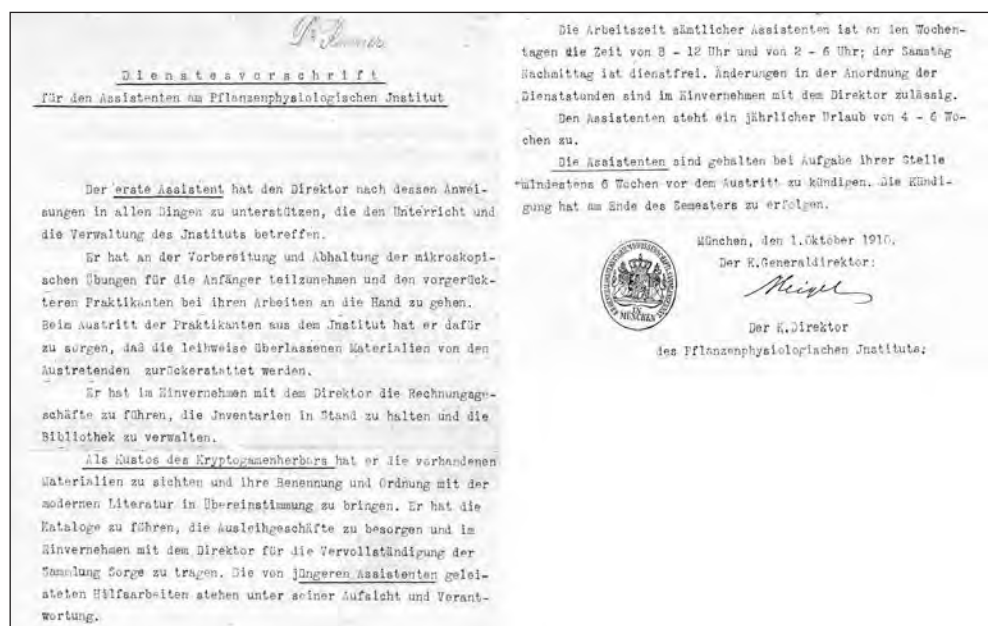 Dr Renner
Dienstesvorschrift
für den Assistenten am Pflanzenphysiologischen Jnstitut
Der erste Assistent hat den Direktor nach dessen Anwei-
sungen in allen Dingen zu unterstützen, die den Unterricht und
die Verwaltung des Jnstituts betreffen.
Er hat an der Vorbereitung und Abhaltung der mikroskopi-
schen Übungen für die Anfänger teilzunehmen und den vorgerück-
teren Praktikanten bei ihren Arbeiten an die Hand zu gehen.
Beim Austritt der Praktikanten aus dem Jnstitut hat er dafür
zu sorgen, daß die leihweise überlassenen Materialien von den
Austretenden zurückerstattet werden.
Er hat im Einvernehmen mit dem Direktor die Rechnungsge-
schäfte zu führen, die Jnventarien in Stand zu halten und die
Bibliothek zu verwalten.
Als Kustos des Kryptogamenherbars hat er die vorhandenen
Materialien zu sichten und ihre Benennung und Ordnung mit der
modernen Literatur in Übereinstimmung zu bringen. Er hat die
Kataloge zu führen, die Ausleihgeschäfte zu besorgen und im
Einvernehmen mit dem Direktor für die Vervollständigung der
Sammlung Sorge zu tragen. Die von jüngeren Assistenten gelei-
steten Hilfsarbeiten stehen unter seiner Aufsicht und Verant-
wortung.
Die Arbeitszeit sämtlicher Assistenten ist an den Wochen-
tagen die Zeit von 8 - 12 Uhr und von 2 - 6 Uhr; der Samstag
Nachmittag ist dienstfrei. Änderungen in der Anordnung der
Dienststunden sind im Einvernehmen mit dem Direktor zulässig.
Den Assistenten steht ein jährlicher Urlaub von 4 - 6 Wo-
chen zu.
Die Assistenten sind gehalten bei Aufgabe ihrer Stelle
mindestens 6 Wochen vor dem Austritt zu kündigen. Die Kündi-
gung hat am Ende des Semesters zu erfolgen.
München, den 1.Oktober 1910.
Der K.Generaldirektor:
Heigel
IN
MÜNCHEN
Der K.Direktor
des Pflanzenphysiologischen Jnstituts: